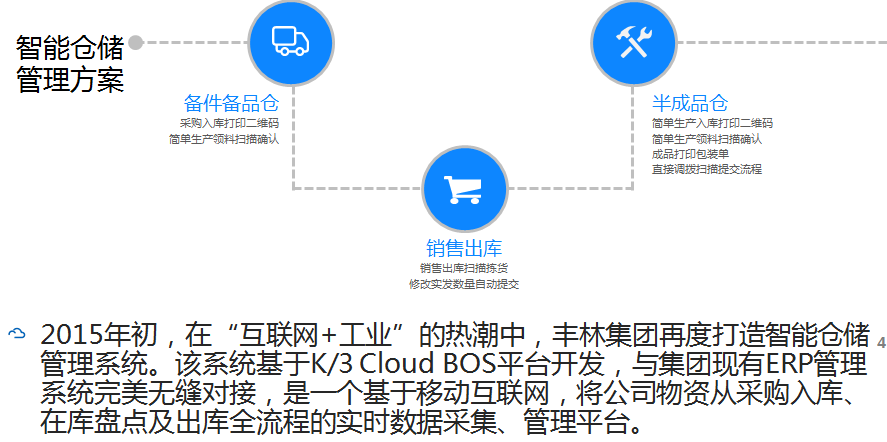 智能仓储
管理方案
备件备品仓
采购入库打印二维码
简单生产领料扫描确认
半成品仓
简单生产入库打印二维码
简单生产领料扫描确认
成品打印包装单
直接调拨扫描提交流程
销售出库
销售出库扫描拣货
修改实发数量自动提交
2015年初，在“互联网+工业”的热潮中，丰林集团再度打造智能仓储
管理系统。该系统基于K/3 Cloud BOS平台开发，与集团现有ERP管理
系统完美无缝对接，是一个基于移动互联网，将公司物资从采购入库、
在库盘点及出库全流程的实时数据采集、管理平台。
4